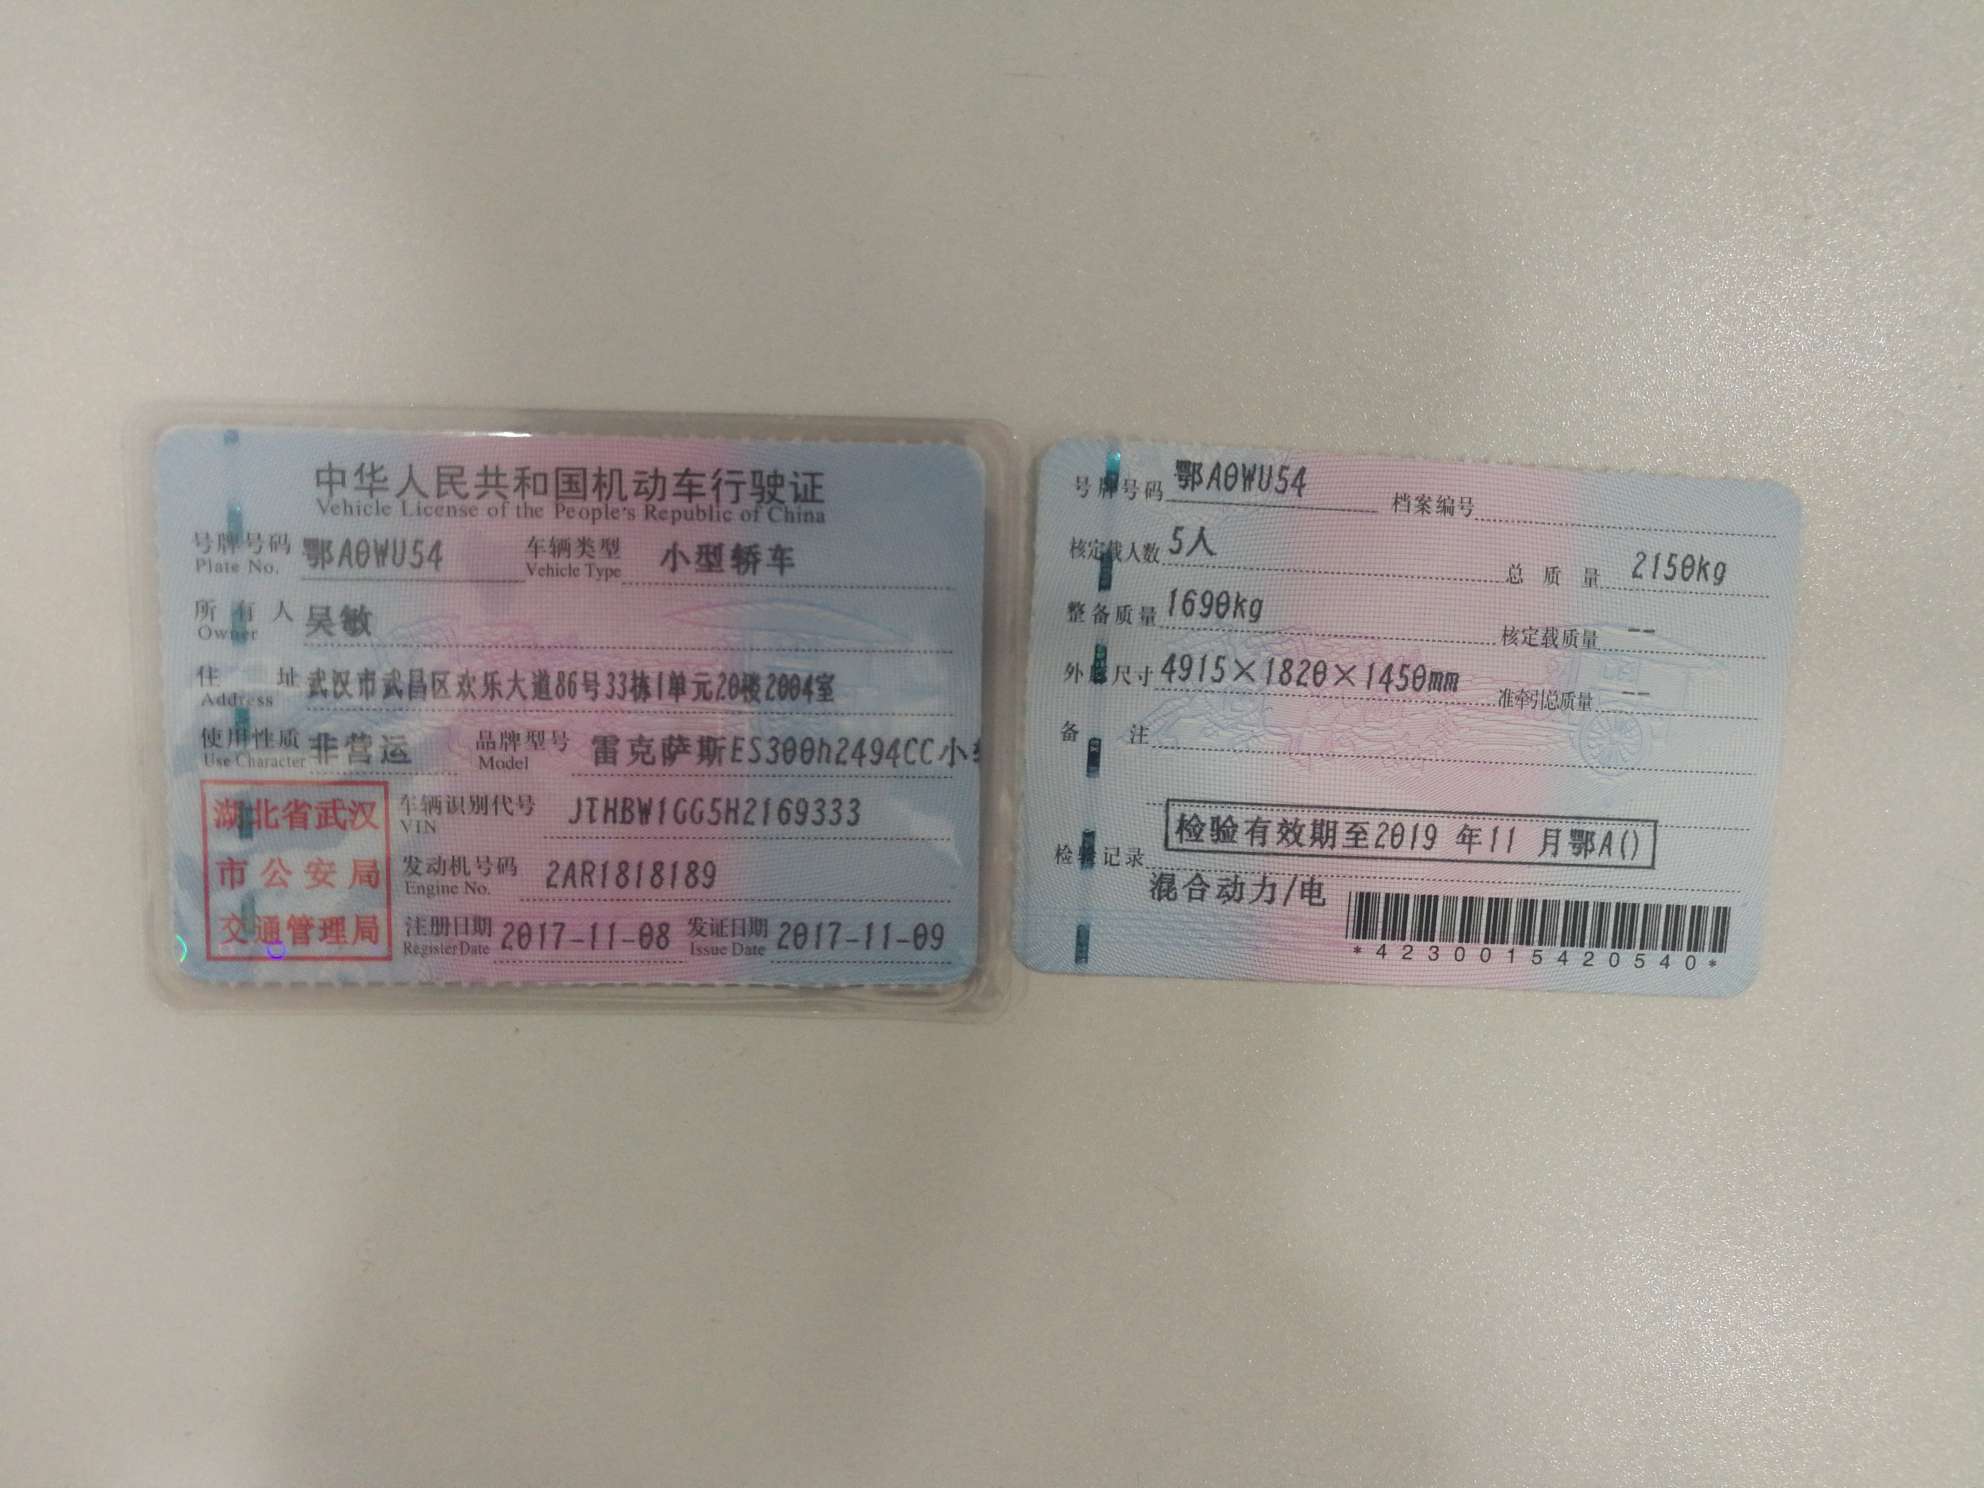 中华人民共和国机动车行驶证
Vehicle License of the People's Republic of China
号牌号码 鄂A0WU54 车辆类型 小型轿车
Plate No. Vehicle Type
所有人 吴敏
Owner
住址 武汉市武昌区欢乐大道86号33栋1单元20楼2004室
Address
使用性质 非营运 品牌型号 雷克萨斯ES300h2494CC小
Use Character Model
湖北省武汉
市公安局
交通管理局
车辆识别代号 JTHBW1GG5H2169333
VIN
发动机号码 2AR1818189
Engine No.
注册日期 2017-11-08 发证日期 2017-11-09
Register Date Issue Date
号牌号码 鄂A0WU54 档案编号
核定载人数 5人 总质量 2150kg
整备质量 1690kg 核定载质量 --
外廓尺寸 4915×1820×1450mm 准牵引总质量 --
备注
检验有效期至2019 年11 月鄂A()
检验记录
混合动力/电
*4230015420540*